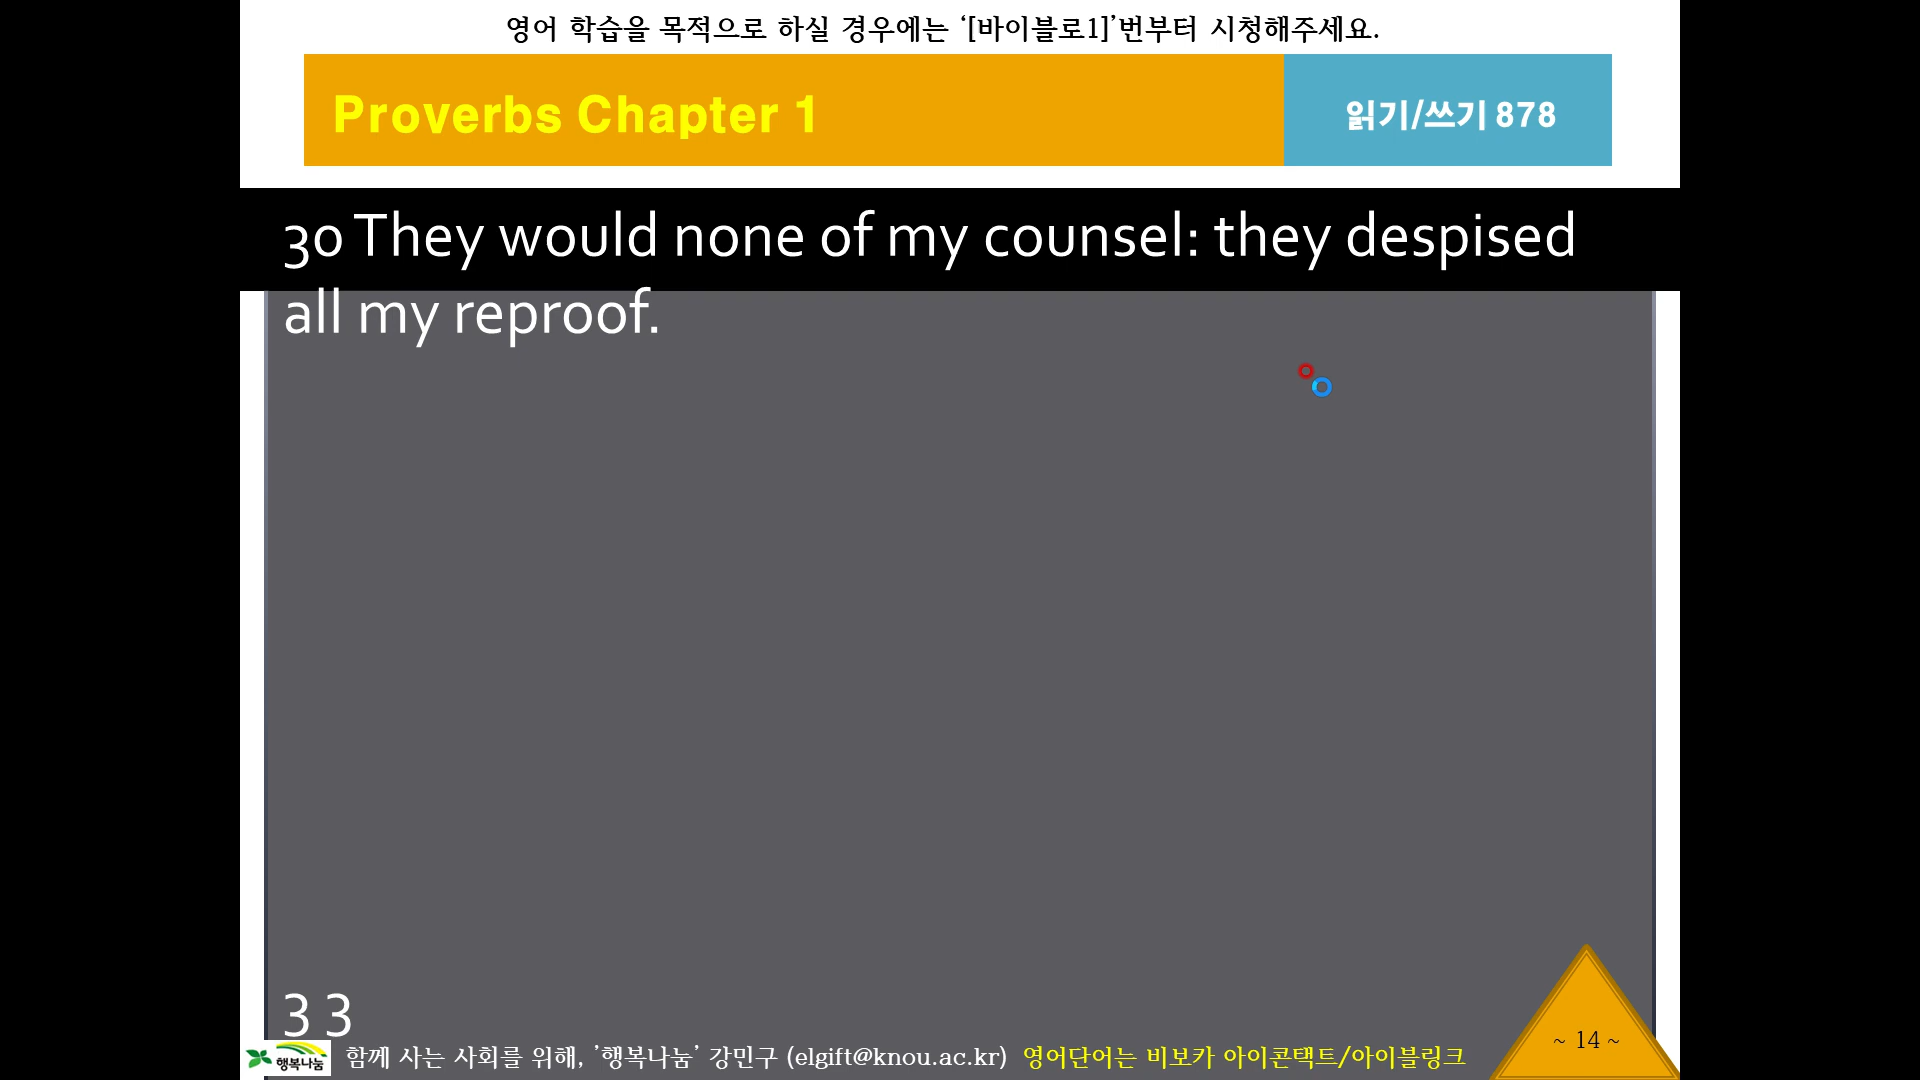 영어 학습을 목적으로 하실 경우에는 ‘[바이블로1]’번부터 시청해주세요.
Proverbs Chapter 1
읽기/쓰기 878
30 They would none of my counsel: they despised
all my reproof.
3 3
~ 14 ~
행복나눔
함께 사는 사회를 위해, ’행복나눔’ 강민구 (elgift@knou.ac.kr) 영어단어는 비보카 아이콘택트/아이블링크